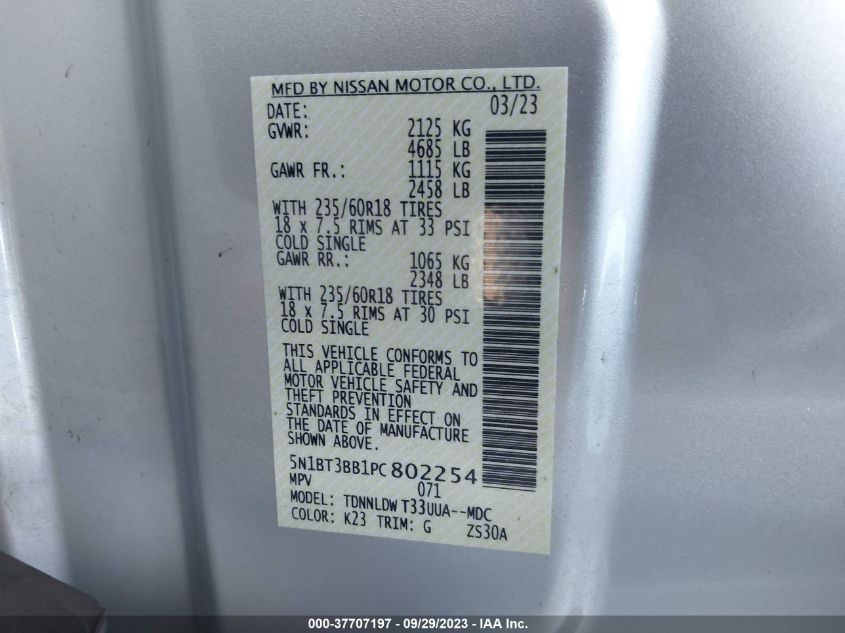 MFD BY NISSAN MOTOR CO., LTD.
DATE: 03/23
GVWR: 2125 KG
4685 LB
GAWR FR.: 1115 KG
2458 LB
WITH 235/60R18 TIRES
18 x 7.5 RIMS AT 33 PSI
COLD SINGLE
GAWR RR.: 1065 KG
2348 LB
WITH 235/60R18 TIRES
18 x 7.5 RIMS AT 30 PSI
COLD SINGLE
THIS VEHICLE CONFORMS TO
ALL APPLICABLE FEDERAL
MOTOR VEHICLE SAFETY AND
THEFT PREVENTION
STANDARDS IN EFFECT ON
THE DATE OF MANUFACTURE
SHOWN ABOVE.
5N1BT3BB1PC802254
MPV 071
MODEL: TDNNLDW T33UUA--MDC
COLOR: K23 TRIM: G ZS30A
000-37707197 - 09/29/2023 - IAA Inc.